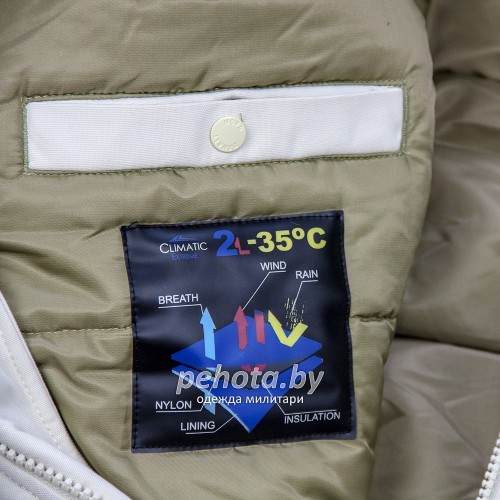 CLIMATIC
EXTREME
2L-35°C
WIND
RAIN
BREATH
pehota.by
одежда милитари
NYLON
LINING
INSULATION